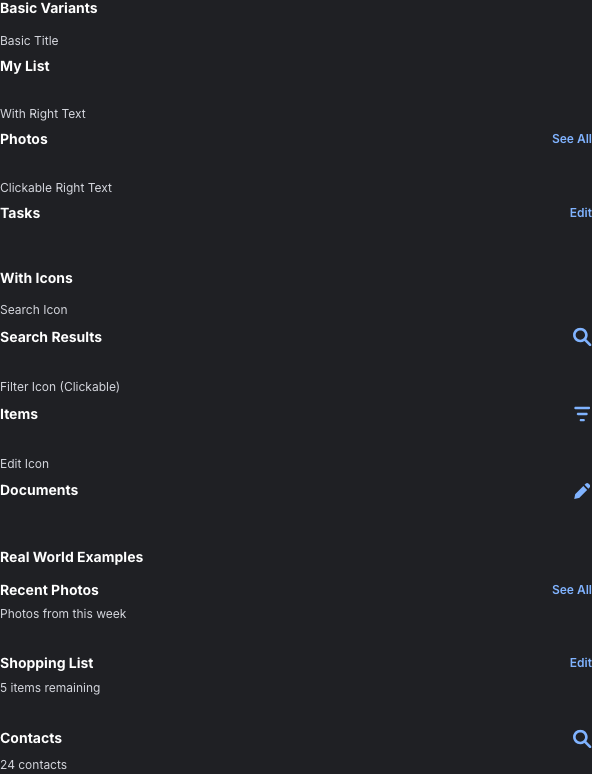 Basic Variants
Basic Title
My List
With Right Text
Photos See All
Clickable Right Text
Tasks Edit
With Icons
Search Icon
Search Results
Filter Icon (Clickable)
Items
Edit Icon
Documents
Real World Examples
Recent Photos See All
Photos from this week
Shopping List Edit
5 items remaining
Contacts
24 contacts